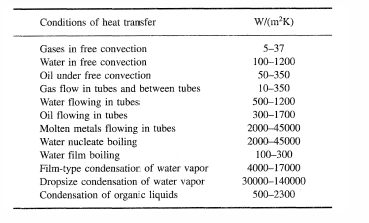 Conditions of heat transfer W/(m²K)
Gases in free convection 5–37
Water in free convection 100–1200
Oil under free convection 50–350
Gas flow in tubes and between tubes 10–350
Water flowing in tubes 500–1200
Oil flowing in tubes 300–1700
Molten metals flowing in tubes 2000–45000
Water nucleate boiling 2000–45000
Water film boiling 100–300
Film-type condensation of water vapor 4000–17000
Dropsize condensation of water vapor 30000–140000
Condensation of organic liquids 500–2300